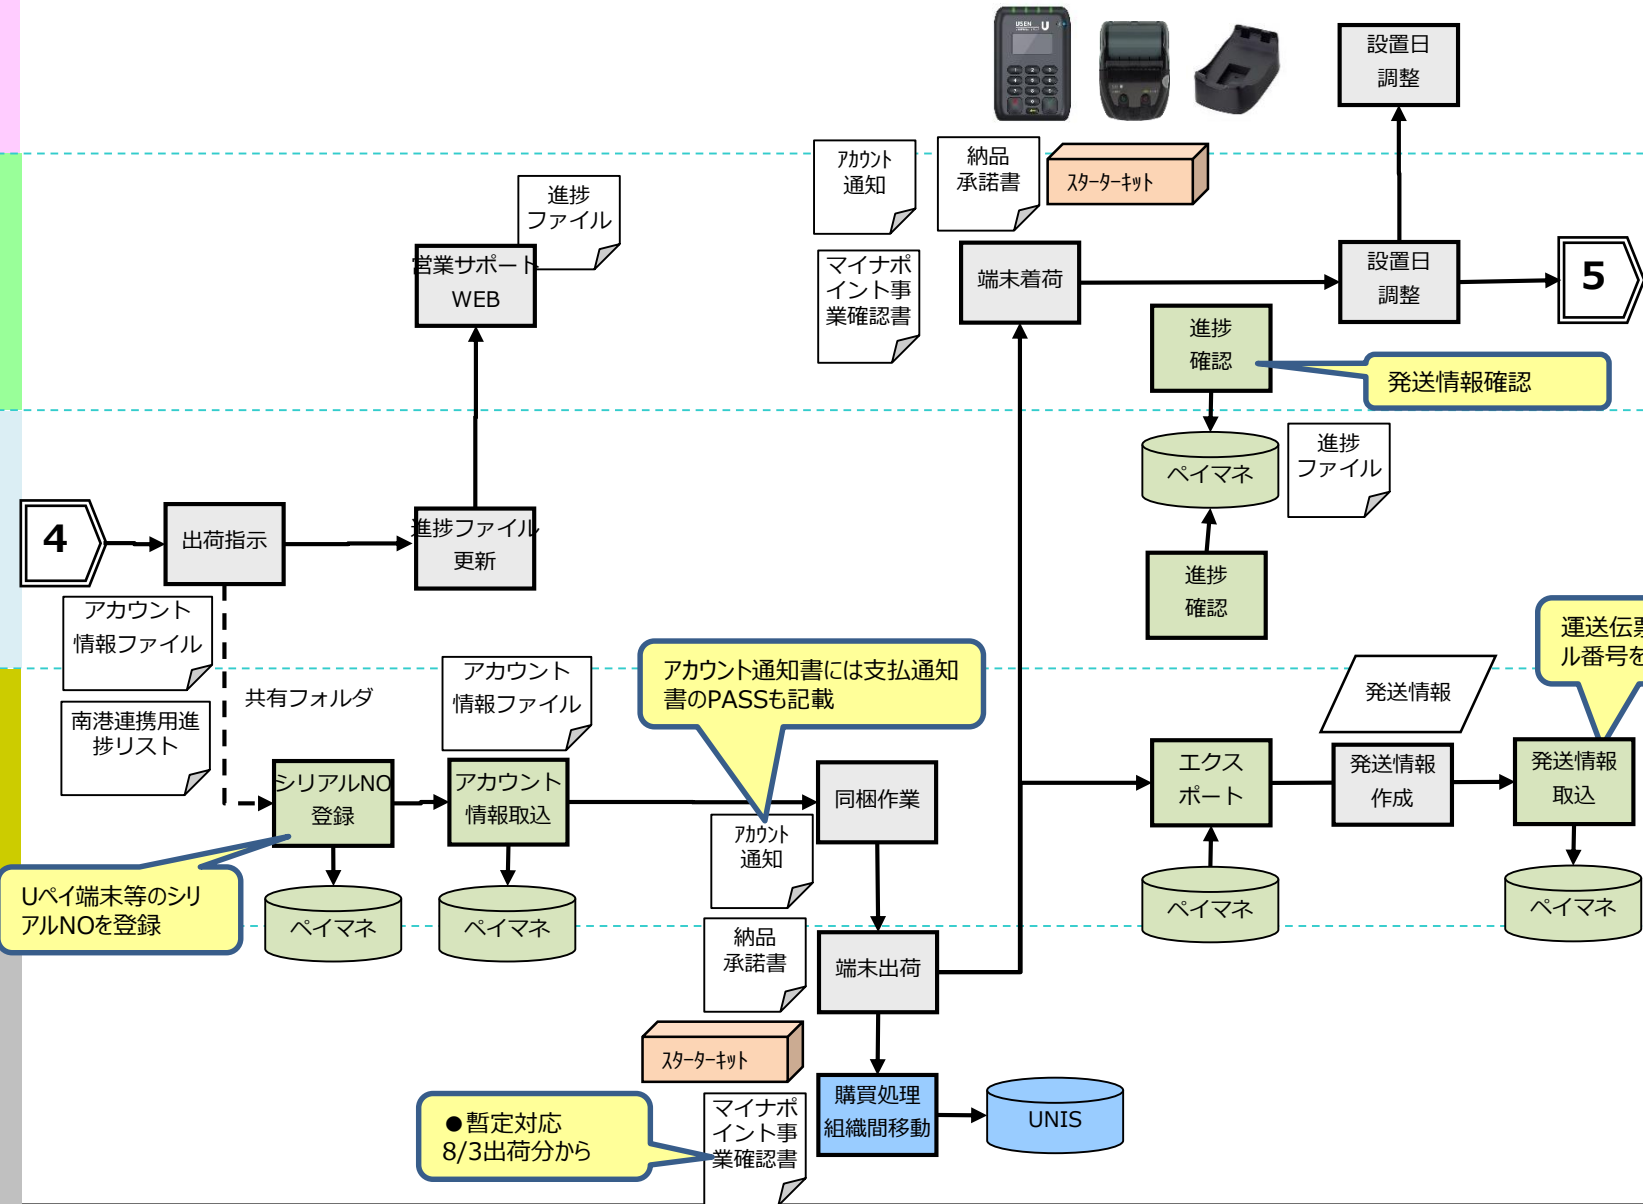 USEN U
設置日
調整
アカウント
通知
納品
承諾書
スターターキット
進捗
ファイル
営業サポート
WEB
マイナポ
イント事
業確認書
端末着荷
設置日
調整
5
進捗
確認
発送情報確認
ペイマネ
進捗
ファイル
4
出荷指示
進捗ファイル
更新
進捗
確認
アカウント
情報ファイル
南港連携用進
捗リスト
共有フォルダ
アカウント
情報ファイル
アカウント通知書には支払通知
書のPASSも記載
運送伝票
ル番号を
発送情報
シリアルNO
登録
アカウント
情報取込
同梱作業
エクス
ポート
発送情報
作成
発送情報
取込
アカウント
通知
Uペイ端末等のシリ
アルNOを登録
ペイマネ
ペイマネ
ペイマネ
ペイマネ
納品
承諾書
端末出荷
スターターキット
購買処理
組織間移動
UNIS
●暫定対応
8/3出荷分から
マイナポ
イント事
業確認書